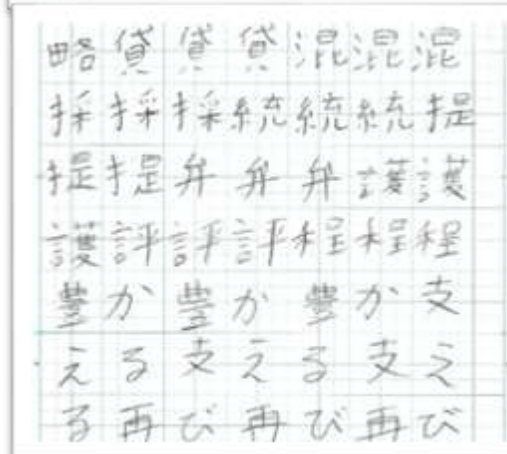 略貸貸貸混混混
採採採統統統提
提提弁弁弁護護
護評評評程程程
豊か豊か豊か支
える支える支え
る再び再び再び